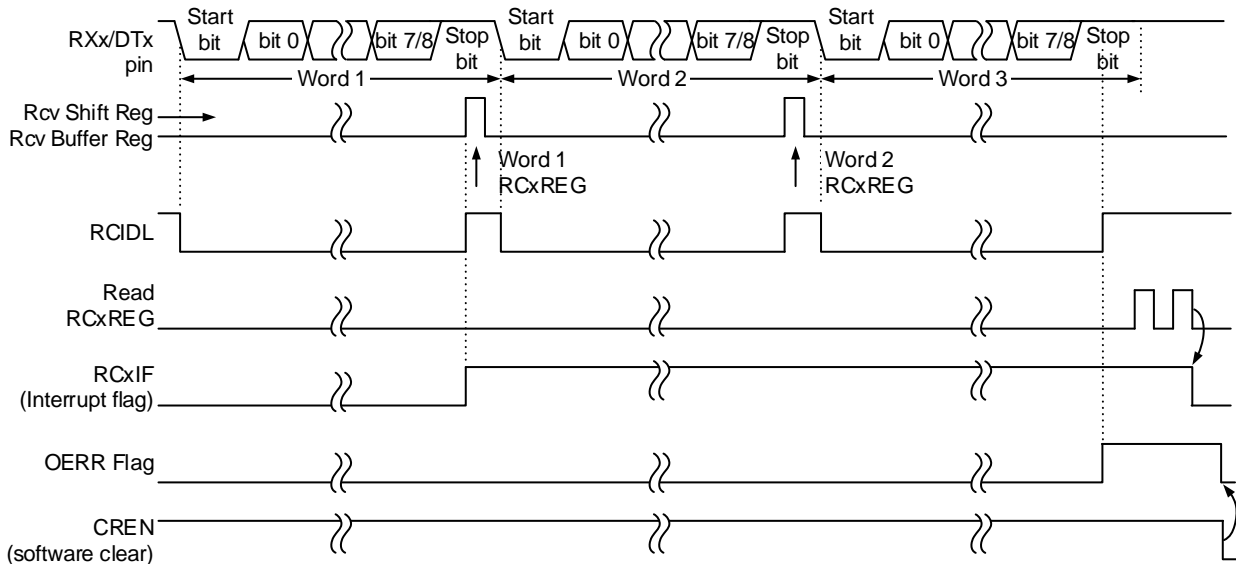 RXx/DTx
pin
Start
bit
bit 0
bit 7/8
Stop
bit
Start
bit
bit 0
bit 7/8
Stop
bit
Start
bit
bit 0
bit 7/8
Stop
bit
Word 1
Word 2
Word 3
Rcv Shift Reg
Rcv Buffer Reg
Word 1
RCxREG
Word 2
RCxREG
RCIDL
Read
RCxREG
RCxIF
(Interrupt flag)
OERR Flag
CREN
(software clear)